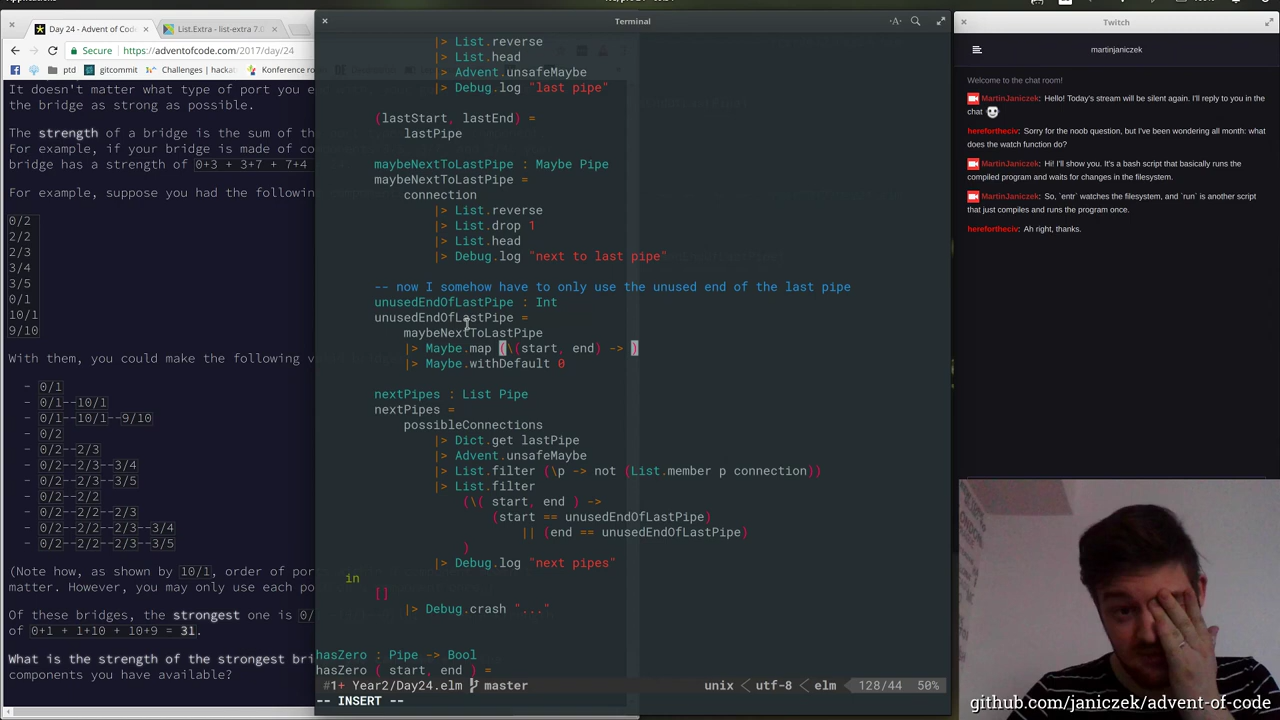 Terminal
Twitch
Day 24 - Advent of Code
List.Extra - list-extra 7.0
Secure
https://adventofcode.com/2017/day/24
ptd
gitcommit
Challenges | hacka
Konference ro
It doesn't matter what type of port you e
the bridge as strong as possible.
The strength of a bridge is the sum of th
For example, if your bridge is made of co
bridge has a strength of 0+3 + 3+7 + 7+4
For example, suppose you had the followin
0/2
2/2
2/3
3/4
3/5
0/1
10/1
9/10
With them, you could make the following v
- 0/1
- 0/1--10/1
- 0/1--10/1--9/10
- 0/2
- 0/2--2/3
- 0/2--2/3--3/4
- 0/2--2/3--3/5
- 0/2--2/2
- 0/2--2/2--2/3
- 0/2--2/2--2/3--3/4
- 0/2--2/2--2/3--3/5
(Note how, as shown by 10/1, order of por
matter. However, you may only use each po
Of these bridges, the strongest one is 0/
of 0+1 + 1+10 + 10+9 = 31.
What is the strength of the strongest bri
components you have available?
|> List.reverse
|> List.head
|> Advent.unsafeMaybe
|> Debug.log "last pipe"
(lastStart, lastEnd) =
lastPipe
maybeNextToLastPipe : Maybe Pipe
maybeNextToLastPipe =
connection
|> List.reverse
|> List.drop 1
|> List.head
|> Debug.log "next to last pipe"
-- now I somehow have to only use the unused end of the last pipe
unusedEndOfLastPipe : Int
unusedEndOfLastPipe =
maybeNextToLastPipe
|> Maybe.map (\(start, end) -> )
|> Maybe.withDefault 0
nextPipes : List Pipe
nextPipes =
possibleConnections
|> Dict.get lastPipe
|> Advent.unsafeMaybe
|> List.filter (\p -> not (List.member p connection))
|> List.filter
(\( start, end ) ->
(start == unusedEndOfLastPipe)
|| (end == unusedEndOfLastPipe)
)
|> Debug.log "next pipes"
in
[]
|> Debug.crash "..."
hasZero : Pipe -> Bool
hasZero ( start, end ) =
#1+ Year2/Day24.elm master
unix < utf-8 < elm 128/44 50%
-- INSERT --
martinjaniczek
Welcome to the chat room!
MartinJaniczek: Hello! Today's stream will be silent again. I'll reply to you in the
chat
herefortheciv: Sorry for the noob question, but I've been wondering all month: what
does the watch function do?
MartinJaniczek: Hi! I'll show you. It's a bash script that basically runs the
compiled program and waits for changes in the filesystem.
MartinJaniczek: So, `entr` watches the filesystem, and `run` is another script
that just compiles and runs the program once.
herefortheciv: Ah right, thanks.
github.com/janiczek/advent-of-code